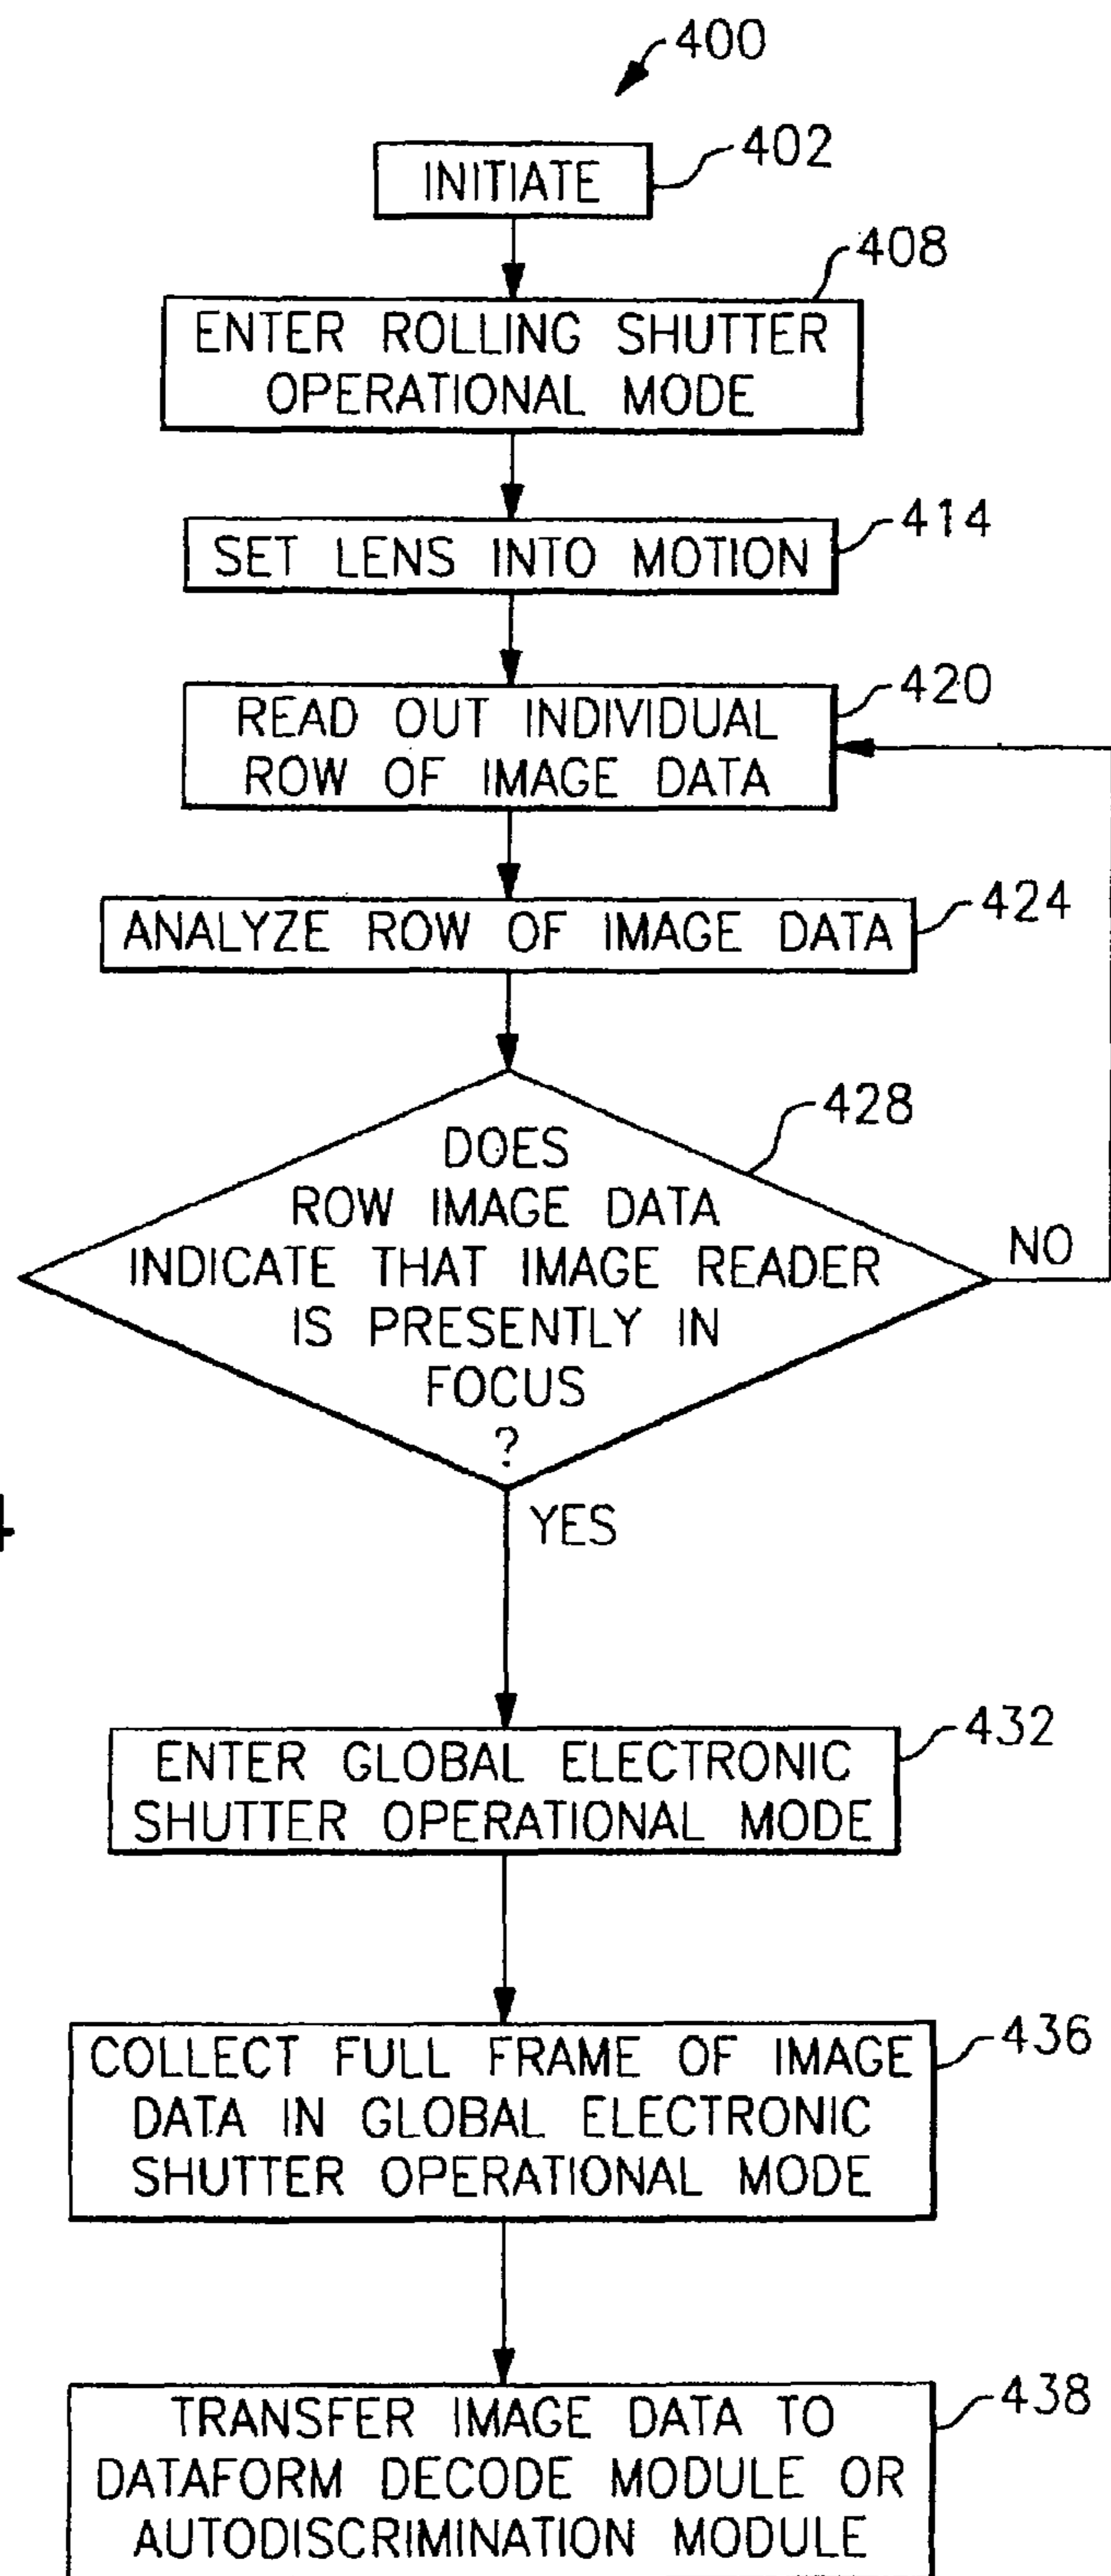 400
INITIATE
402
408
ENTER ROLLING SHUTTER
OPERATIONAL MODE
414
SET LENS INTO MOTION
420
READ OUT INDIVIDUAL
ROW OF IMAGE DATA
424
ANALYZE ROW OF IMAGE DATA
428
DOES
ROW IMAGE DATA
INDICATE THAT IMAGE READER
IS PRESENTLY IN
FOCUS
?
NO
YES
4
432
ENTER GLOBAL ELECTRONIC
SHUTTER OPERATIONAL MODE
436
COLLECT FULL FRAME OF IMAGE
DATA IN GLOBAL ELECTRONIC
SHUTTER OPERATIONAL MODE
438
TRANSFER IMAGE DATA TO
DATAFORM DECODE MODULE OR
AUTODISCRIMINATION MODULE